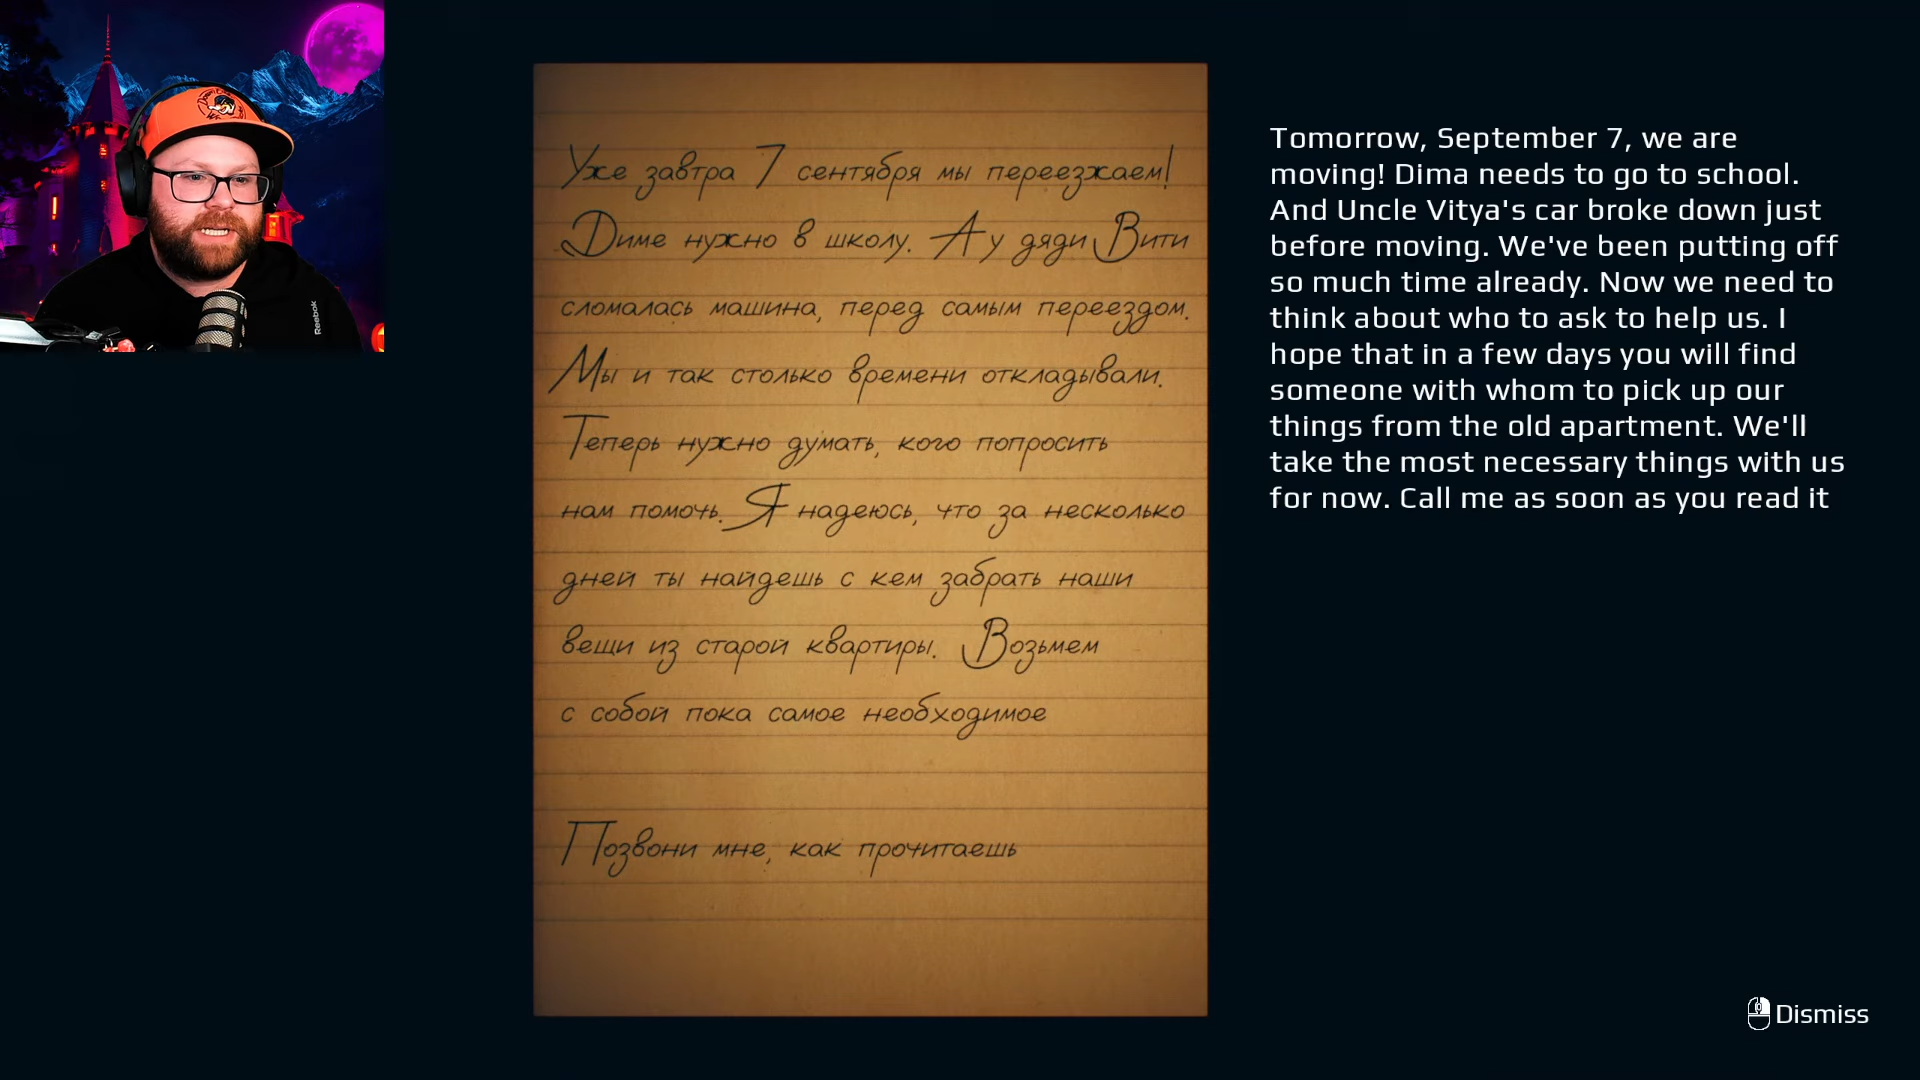 Уже завтра 7 сентября мы переезжаем!
Диме нужно в школу. А у дяди Вити
сломалась машина, перед самым переездом.
Мы и так столько времени откладывали.
Теперь нужно думать, кого попросить
нам помочь. Я надеюсь, что за несколько
дней ты найдешь с кем забрать наши
вещи из старой квартиры. Возьмем
с собой пока самое необходимое
Позвони мне, как прочитаешь
Tomorrow, September 7, we are
moving! Dima needs to go to school.
And Uncle Vitya's car broke down just
before moving. We've been putting off
so much time already. Now we need to
think about who to ask to help us. I
hope that in a few days you will find
someone with whom to pick up our
things from the old apartment. We'll
take the most necessary things with us
for now. Call me as soon as you read it
Dismiss
Reebok